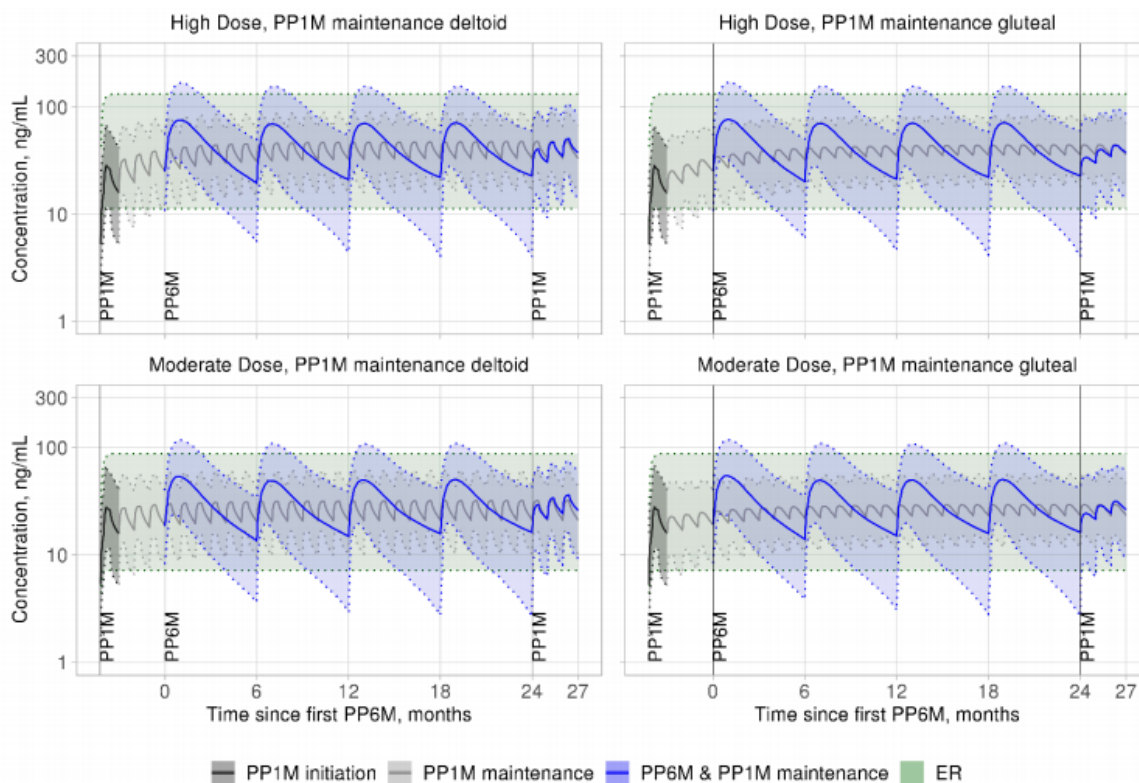 High Dose, PP1M maintenance deltoid
High Dose, PP1M maintenance gluteal
Concentration, ng/mL
300
100
10
1
PP1M
PP6M
PP1M
PP1M
PP6M
PP1M
Moderate Dose, PP1M maintenance deltoid
Moderate Dose, PP1M maintenance gluteal
Concentration, ng/mL
300
100
10
1
PP1M
PP6M
PP1M
PP1M
PP6M
PP1M
0 6 12 18 24 27
0 6 12 18 24 27
Time since first PP6M, months
Time since first PP6M, months
PP1M initiation PP1M maintenance PP6M & PP1M maintenance ER